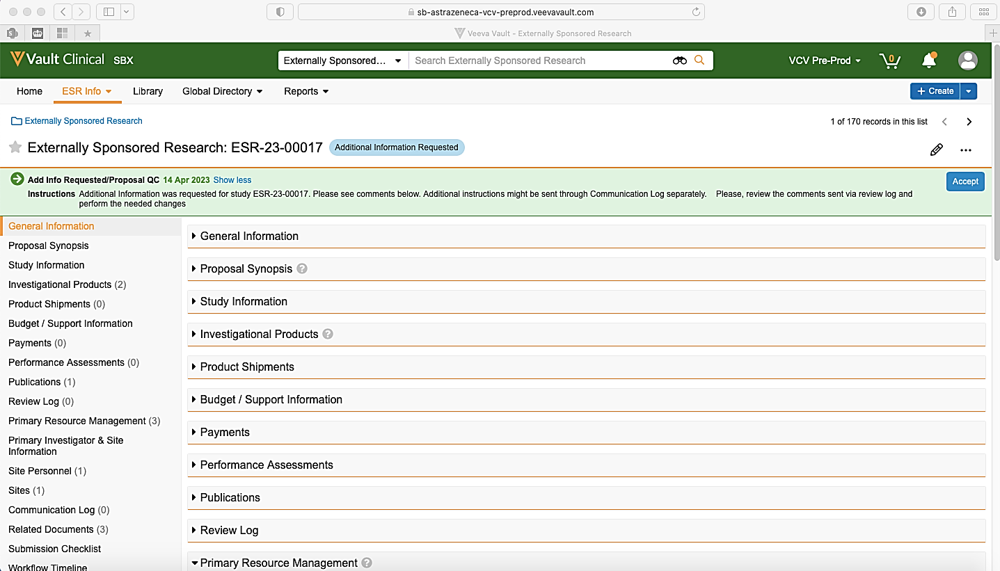 sb-astrazeneca-vcv-preprod.veevavault.com
Veeva Vault - Externally Sponsored Research
Vault Clinical SBX
Externally Sponsored...
Search Externally Sponsored Research
VCV Pre-Prod
0
Home
ESR Info
Library
Global Directory
Reports
+ Create
Externally Sponsored Research
1 of 170 records in this list
Externally Sponsored Research: ESR-23-00017
Additional Information Requested
Add Info Requested/Proposal QC 14 Apr 2023 Show less
Accept
Instructions Additional Information was requested for study ESR-23-00017. Please see comments below. Additional instructions might be sent through Communication Log separately. Please, review the comments sent via review log and
perform the needed changes
General Information
Proposal Synopsis
Study Information
Investigational Products (2)
Product Shipments (0)
Budget / Support Information
Payments (0)
Performance Assessments (0)
Publications (1)
Review Log (0)
Primary Resource Management (3)
Primary Investigator & Site
Information
Site Personnel (1)
Sites (1)
Communication Log (0)
Related Documents (3)
Submission Checklist
Workflow Timeline
General Information
Proposal Synopsis ?
Study Information
Investigational Products ?
Product Shipments
Budget / Support Information
Payments
Performance Assessments
Publications
Review Log
Primary Resource Management ?